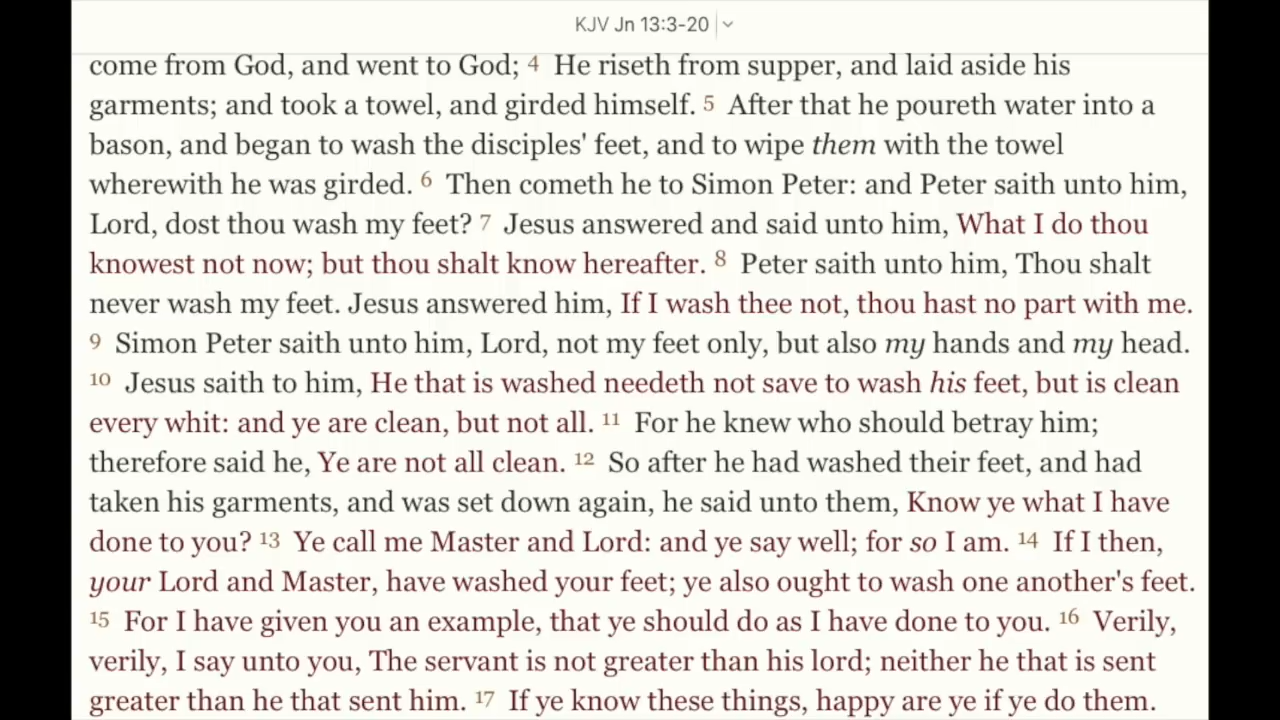 KJV Jn 13:3-20
come from God, and went to God; 4 He riseth from supper, and laid aside his
garments; and took a towel, and girded himself. 5 After that he poureth water into a
bason, and began to wash the disciples' feet, and to wipe them with the towel
wherewith he was girded. 6 Then cometh he to Simon Peter: and Peter saith unto him,
Lord, dost thou wash my feet? 7 Jesus answered and said unto him, What I do thou
knowest not now; but thou shalt know hereafter. 8 Peter saith unto him, Thou shalt
never wash my feet. Jesus answered him, If I wash thee not, thou hast no part with me.
9 Simon Peter saith unto him, Lord, not my feet only, but also my hands and my head.
10 Jesus saith to him, He that is washed needeth not save to wash his feet, but is clean
every whit: and ye are clean, but not all. 11 For he knew who should betray him;
therefore said he, Ye are not all clean. 12 So after he had washed their feet, and had
taken his garments, and was set down again, he said unto them, Know ye what I have
done to you? 13 Ye call me Master and Lord: and ye say well; for so I am. 14 If I then,
your Lord and Master, have washed your feet; ye also ought to wash one another's feet.
15 For I have given you an example, that ye should do as I have done to you. 16 Verily,
verily, I say unto you, The servant is not greater than his lord; neither he that is sent
greater than he that sent him. 17 If ye know these things, happy are ye if ye do them.